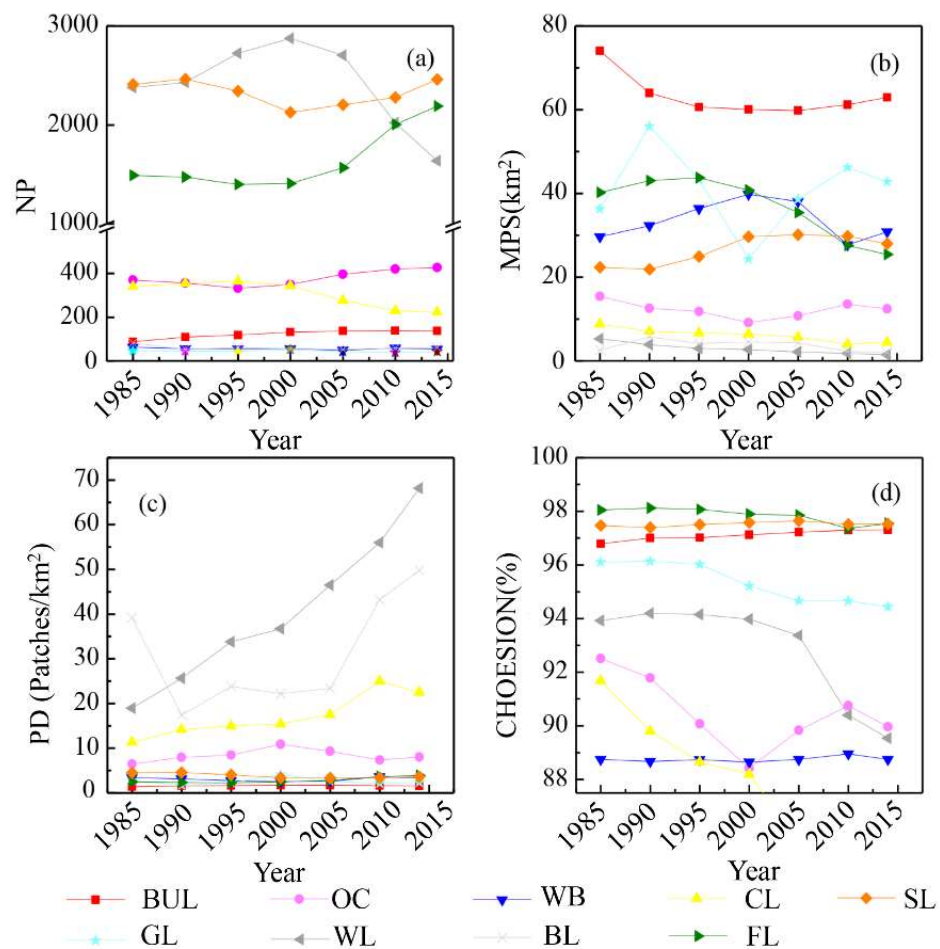 3000
(a)
2000
NP
1000
400
200
0
1985 1990 1995 2000 2005 2010 2015
Year
(b)
80
60
MPS(km²)
40
20
0
1985 1990 1995 2000 2005 2010 2015
Year
70
(c)
60
50
40
PD (Patches/km²)
30
20
10
0
1985 1990 1995 2000 2005 2010 2015
Year
100
(d)
98
96
94
CHOESION(%)
92
90
88
1985 1990 1995 2000 2005 2010 2015
Year
BUL OC WB CL SL
GL WL BL FL